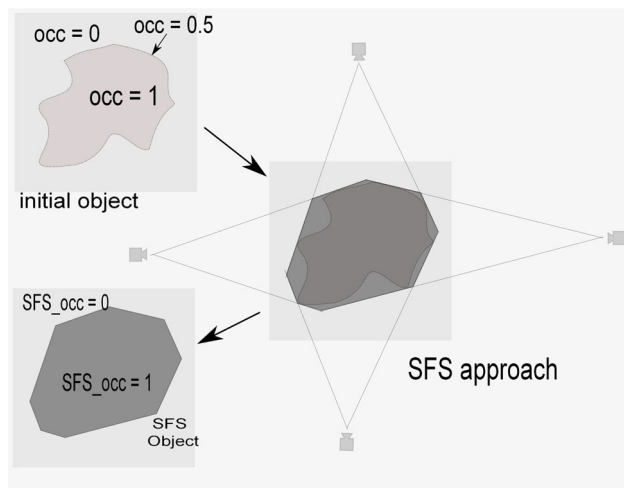 occ = 0
occ = 0.5
occ = 1
initial object
SFS_occ = 0
SFS_occ = 1
SFS
Object
SFS approach